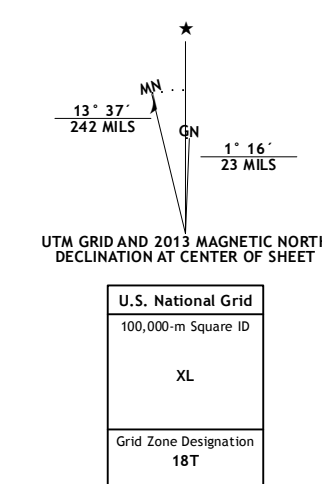 ★
MN
GN
13° 37´
242 MILS
1° 16´
23 MILS
UTM GRID AND 2013 MAGNETIC NORTH
DECLINATION AT CENTER OF SHEET
U.S. National Grid
100,000-m Square ID
XL
Grid Zone Designation
18T